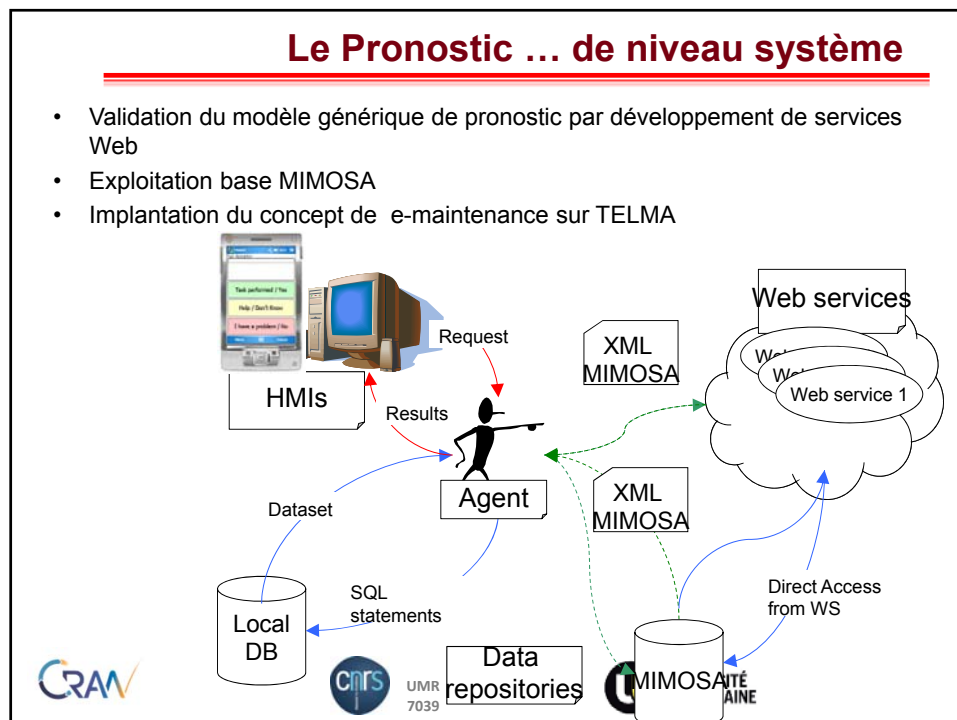 Le Pronostic … de niveau système
• Validation du modèle générique de pronostic par développement de services
Web
• Exploitation base MIMOSA
• Implantation du concept de e-maintenance sur TELMA
Task performed / Yes
Help / Don't Know
I have a problem / No
HMIs
Request
Results
Agent
Dataset
SQL
statements
Local
DB
XML
MIMOSA
XML
MIMOSA
Web services
Web service 1
Direct Access
from WS
MIMOSA
Data
repositories
CRAN
cnrs
UMR
7039